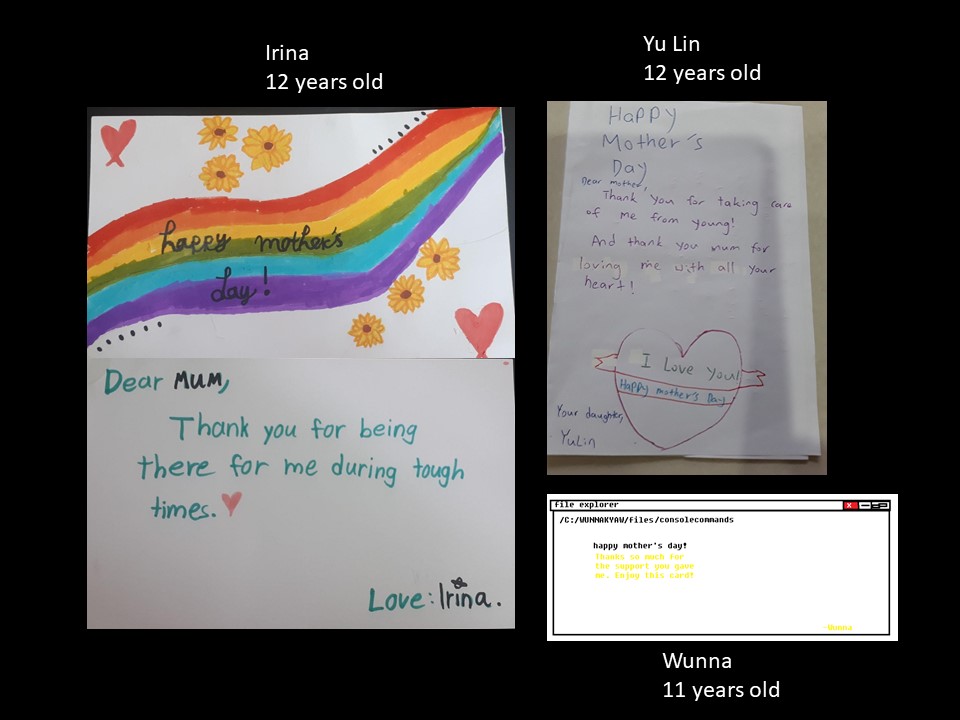 Irina
12 years old
happy mother's
day!
Dear MUM,
Thank you for being
there for me during tough
times.
Love: Irina.
Yu Lin
12 years old
Happy
Mother's
Day
Dear mother,
Thank you for taking care
of me from young!
And thank you mum for
loving me with all your
heart!
I Love You!
Happy mother's Day
Your daughter,
YuLin
file explorer
/C:/WUNNAKYAW/files/consolecommands
happy mother's day!
Thanks so much for
the support you gave
me. Enjoy this card!
-Wunna
Wunna
11 years old